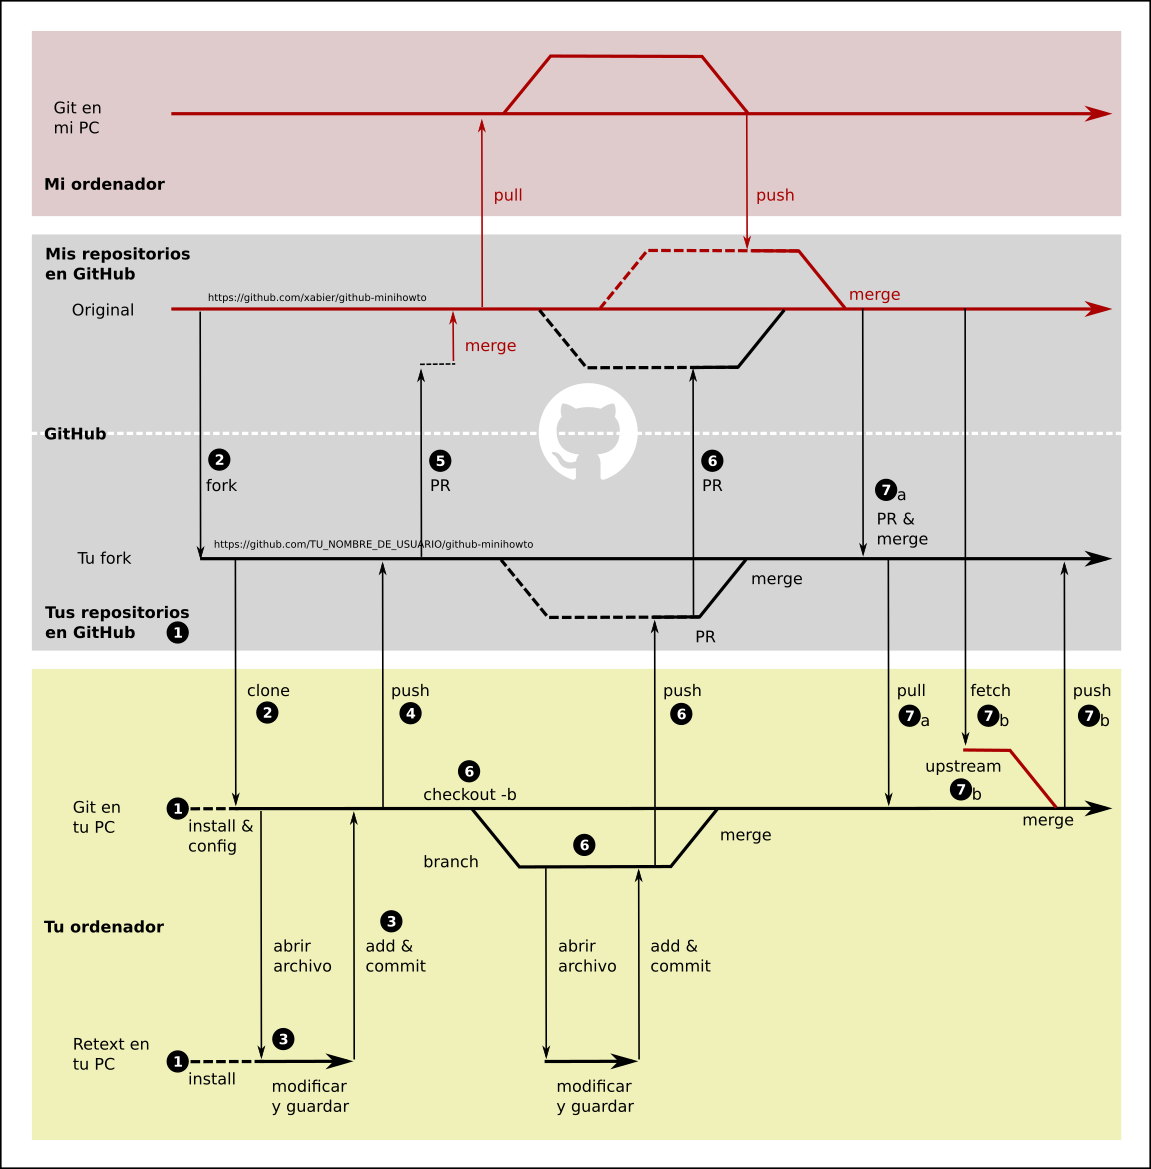 Git en
mi PC
Mi ordenador
pull
push
Mis repositorios
en GitHub
https://github.com/xabier/github-minihowto
Original
merge
merge
GitHub
2
fork
5
PR
6
PR
7a
PR &
merge
https://github.com/TU_NOMBRE_DE_USUARIO/github-minihowto
Tu fork
merge
Tus repositorios
en GitHub 1
PR
clone
2
push
4
push
6
pull
7a
fetch
7b
push
7b
6
checkout -b
upstream
7b
Git en
tu PC
1
install &
config
merge
merge
branch
6
Tu ordenador
3
abrir
archivo
add &
commit
abrir
archivo
add &
commit
Retext en
tu PC
1
install
3
modificar
y guardar
modificar
y guardar